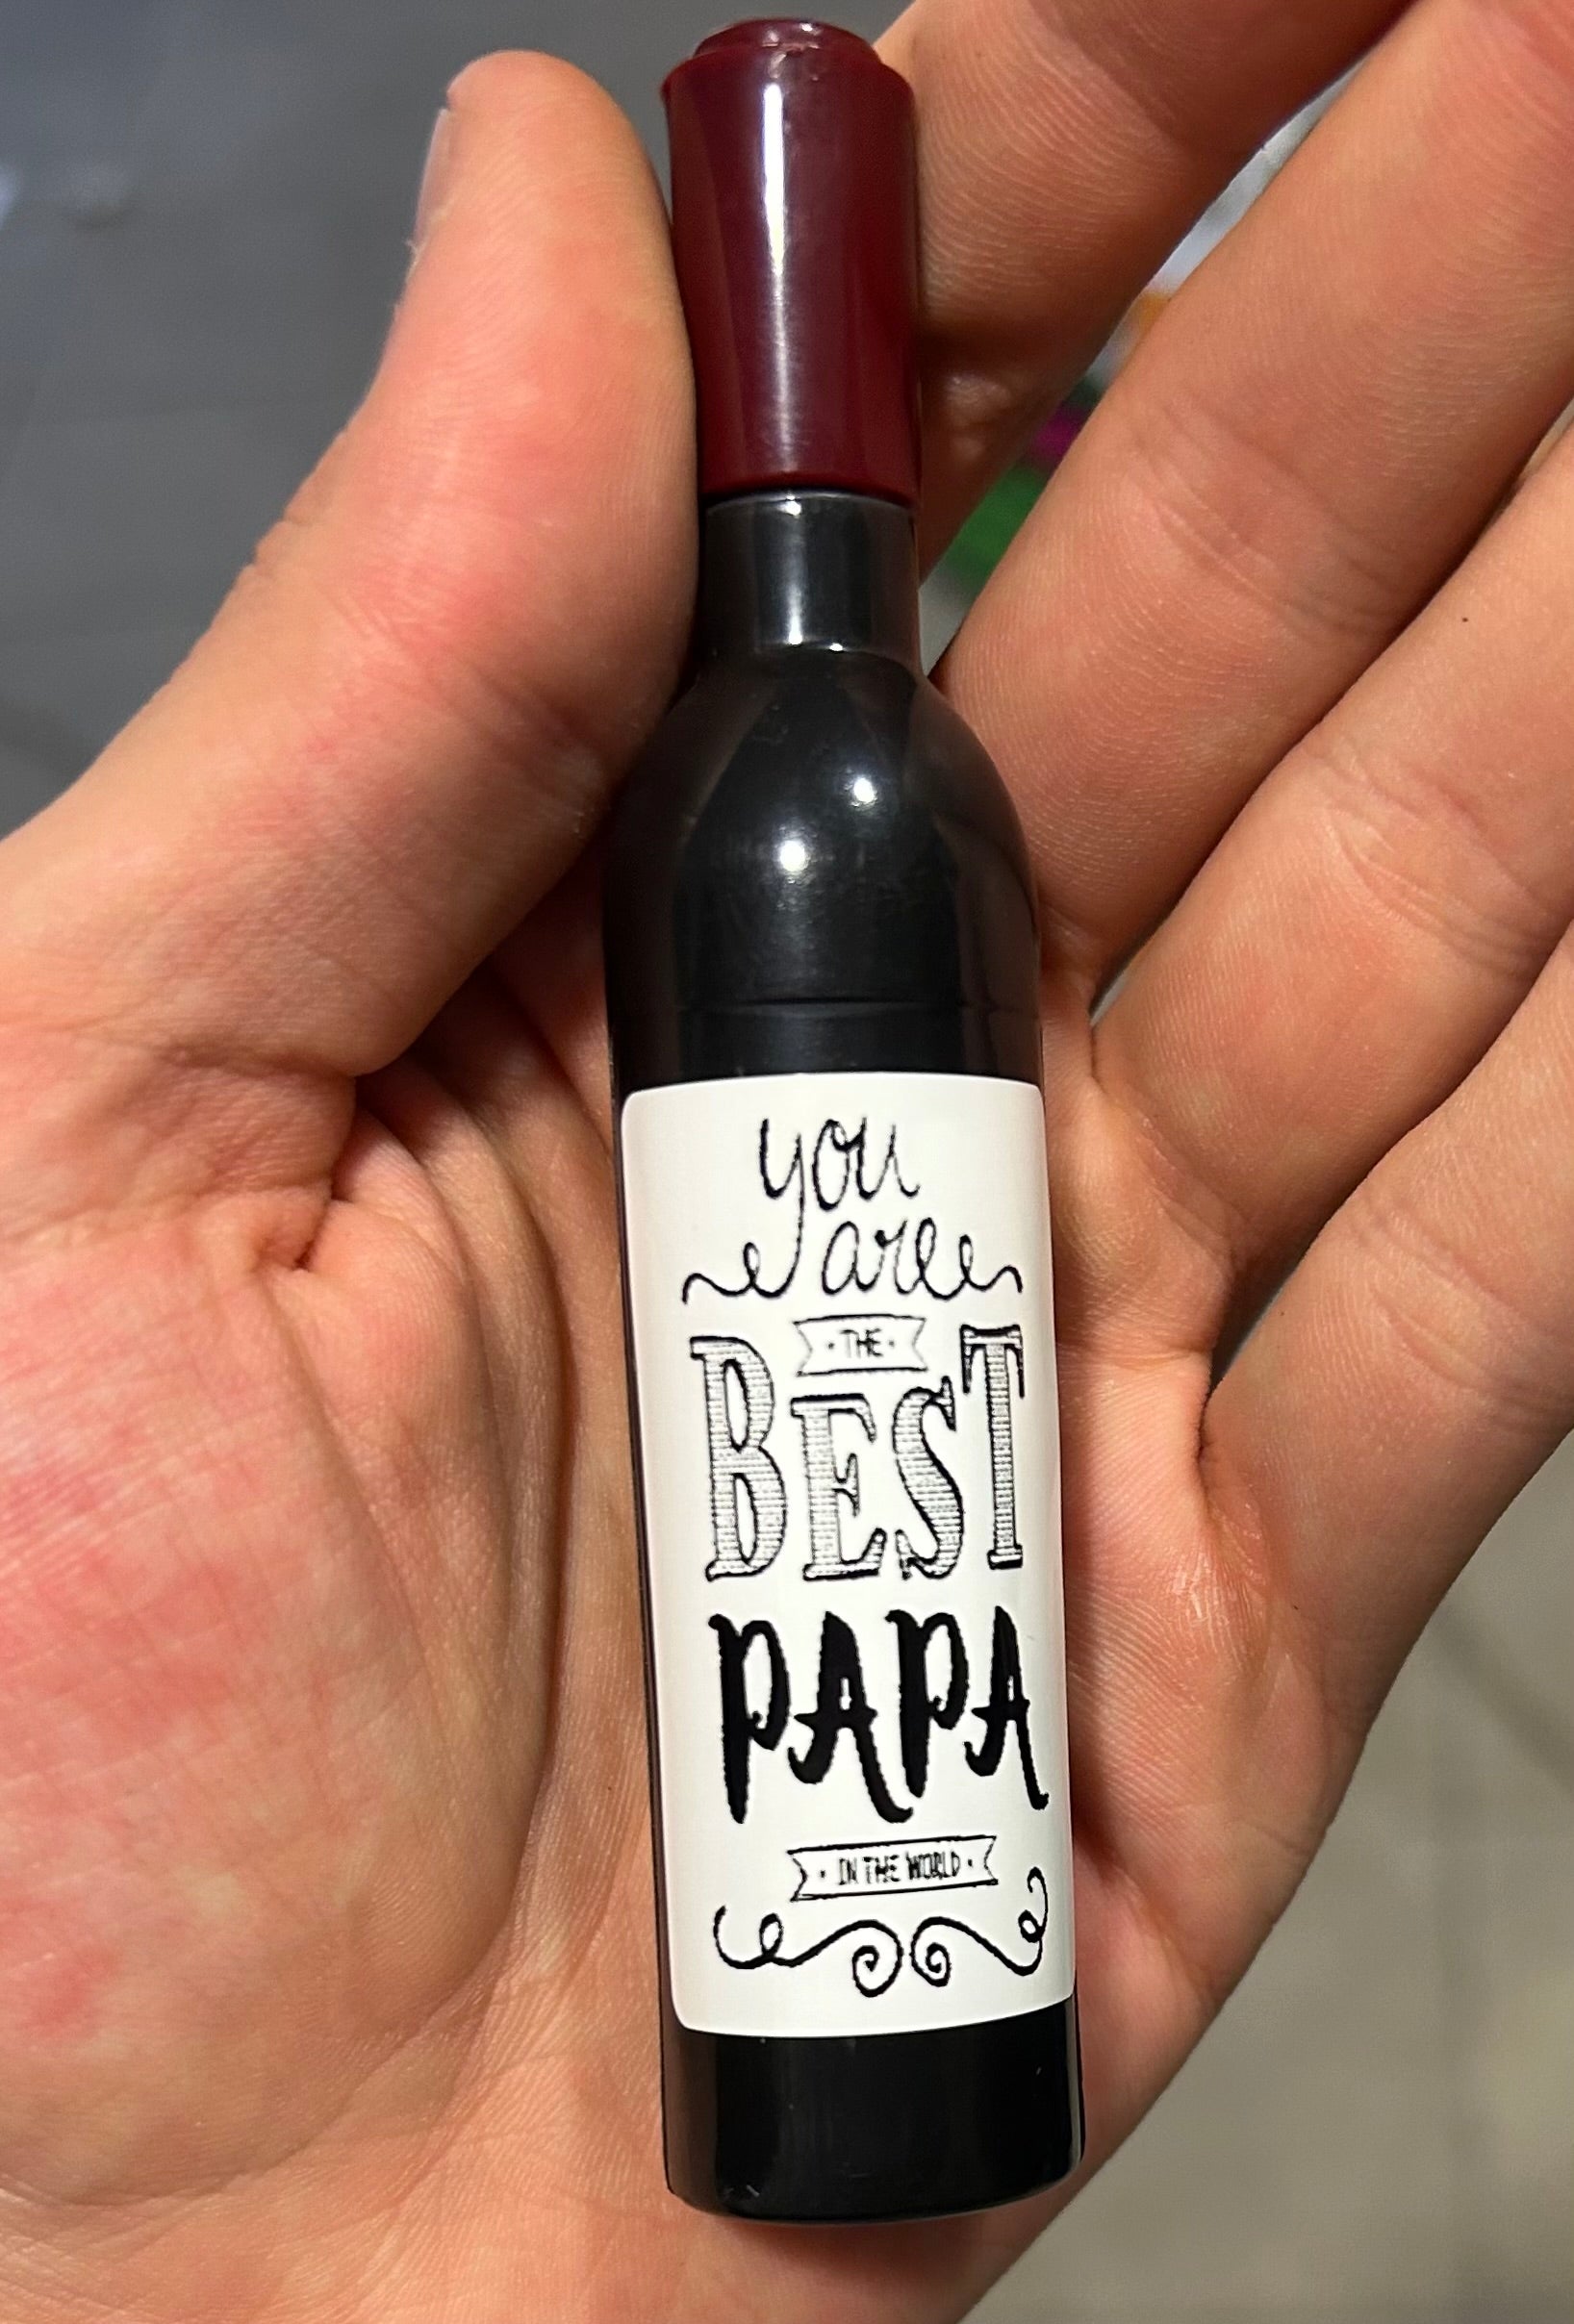 you
are
·THE·
BEST
PAPA
·IN THE WORLD·